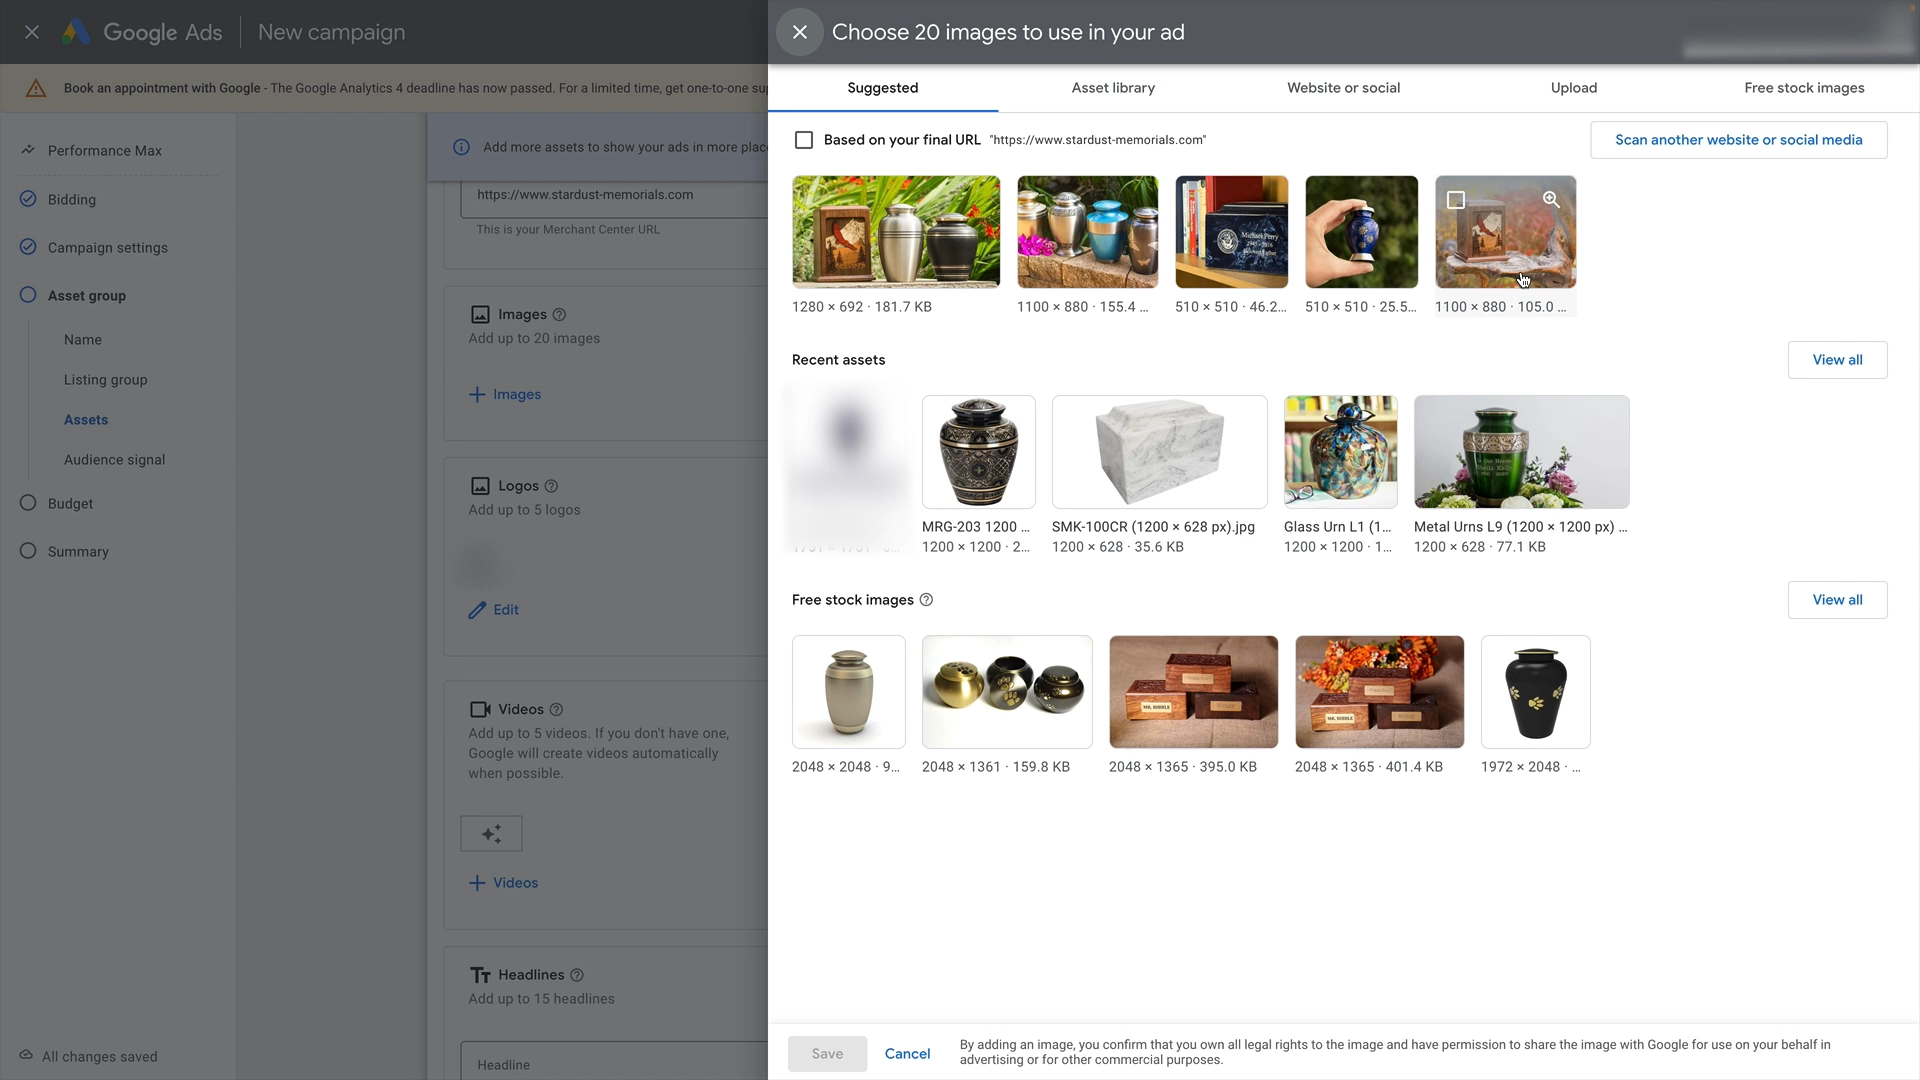 Google Ads
New campaign
Choose 20 images to use in your ad
Book an appointment with Google - The Google Analytics 4 deadline has now passed. For a limited time, get one-to-one
Suggested
Asset library
Website or social
Upload
Free stock images
Performance Max
Bidding
Campaign settings
Asset group
Name
Listing group
Assets
Audience signal
Budget
Summary
All changes saved
Add more assets to show your ads in more
https://www.stardust-memorials.com
This is your Merchant Center URL
Images
Add up to 20 images
Images
Logos
Add up to 5 logos
Edit
Videos
Add up to 5 videos. If you don't have one,
Google will create videos automatically
when possible.
Videos
Tt Headlines
Add up to 15 headlines
Headline
Based on your final URL "https://www.stardust-memorials.com"
Scan another website or social media
Michael Perry
1280 × 692 · 181.7 KB
1100 × 880 · 155.4 ...
510 × 510 · 46.2...
510 × 510 · 25.5...
1100 × 880 · 105.0 ...
Recent assets
View all
MRG-203 1200 ...
1200 × 1200 · 2...
SMK-100CR (1200 × 628 px).jpg
1200 × 628 · 35.6 KB
Glass Urn L1 (1...
1200 × 1200 · 1...
Metal Urns L9 (1200 × 1200 px) ...
1200 × 628 · 77.1 KB
Free stock images
View all
MR. BIBBLE
MR. BIBBLE
2048 × 2048 · 9...
2048 × 1361 · 159.8 KB
2048 × 1365 · 395.0 KB
2048 × 1365 · 401.4 KB
1972 × 2048 · ...
Save
Cancel
By adding an image, you confirm that you own all legal rights to the image and have permission to share the image with Google for use on your behalf in
advertising or for other commercial purposes.